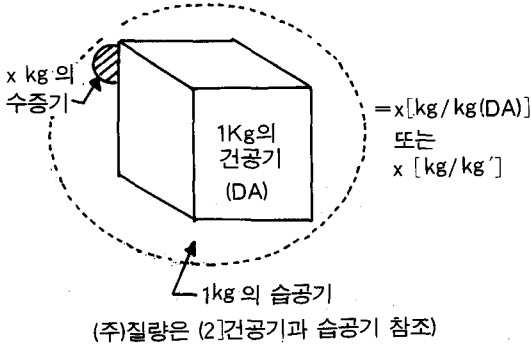 x kg 의
수증기
1Kg의
건공기
(DA)
=x[kg/kg(DA)]
또는
x [kg/kg′]
1kg 의 습공기
(주)질량은 (2]건공기과 습공기 참조)